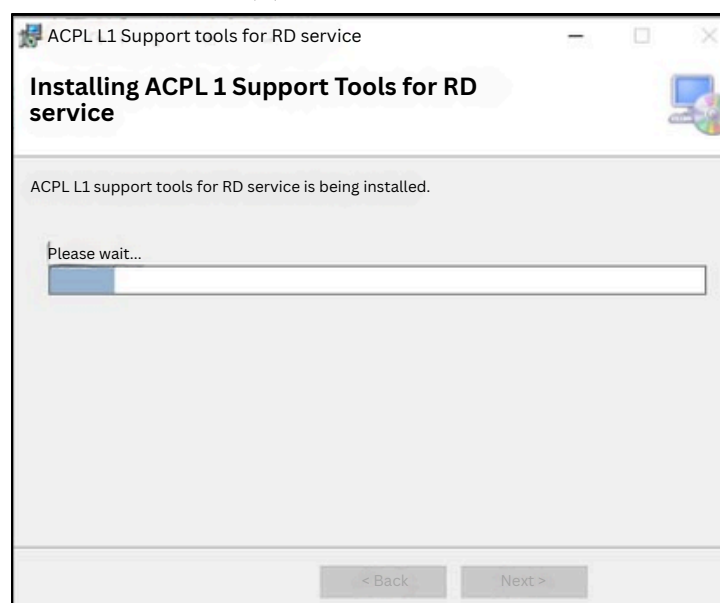 ACPL L1 Support tools for RD service
Installing ACPL 1 Support Tools for RD
service
ACPL L1 support tools for RD service is being installed.
Please wait...
< Back
Next >